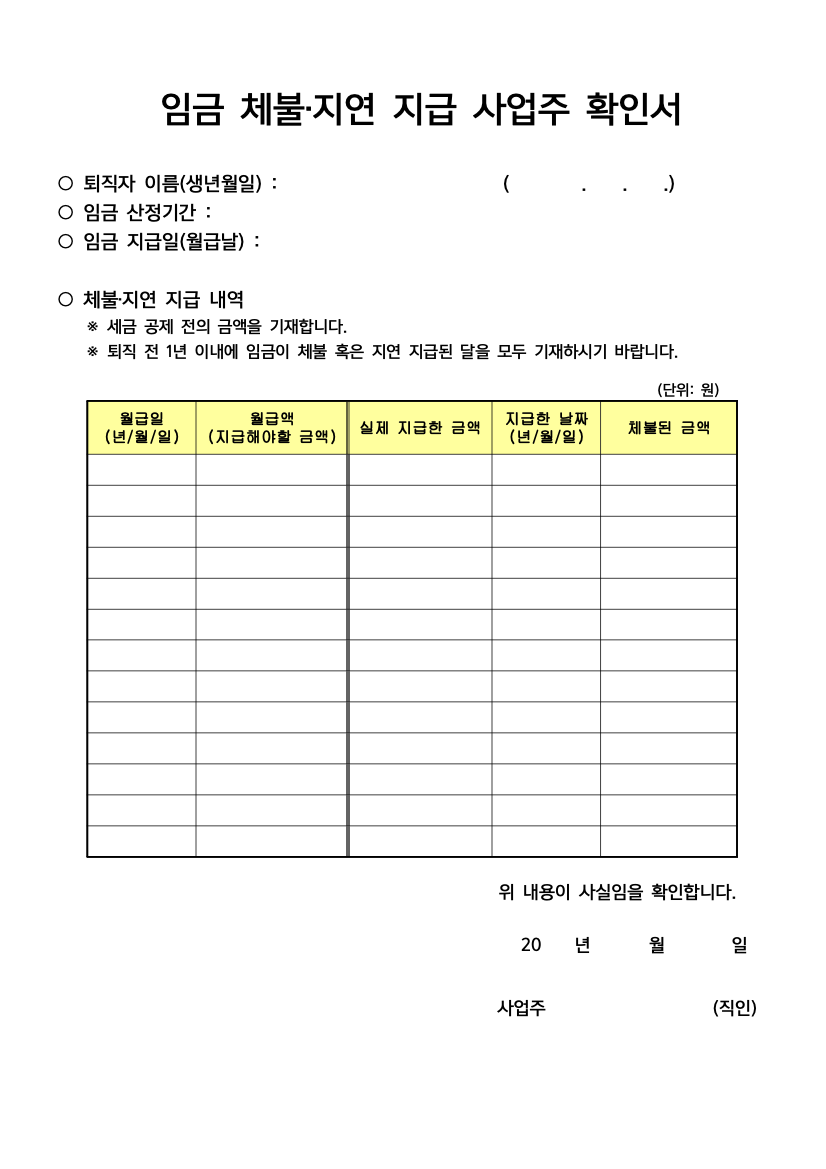 임금 체불·지연 지급 사업주 확인서
○ 퇴직자 이름(생년월일) : ( . . .)
○ 임금 산정기간 :
○ 임금 지급일(월급날) :
○ 체불·지연 지급 내역
※ 세금 공제 전의 금액을 기재합니다.
※ 퇴직 전 1년 이내에 임금이 체불 혹은 지연 지급된 달을 모두 기재하시기 바랍니다.
(단위: 원)
월급일 월급액 실제 지급한 금액 지급한 날짜 체불된 금액
(년/월/일) (지급해야할 금액) (년/월/일)
위 내용이 사실임을 확인합니다.
20 년 월 일
사업주 (직인)